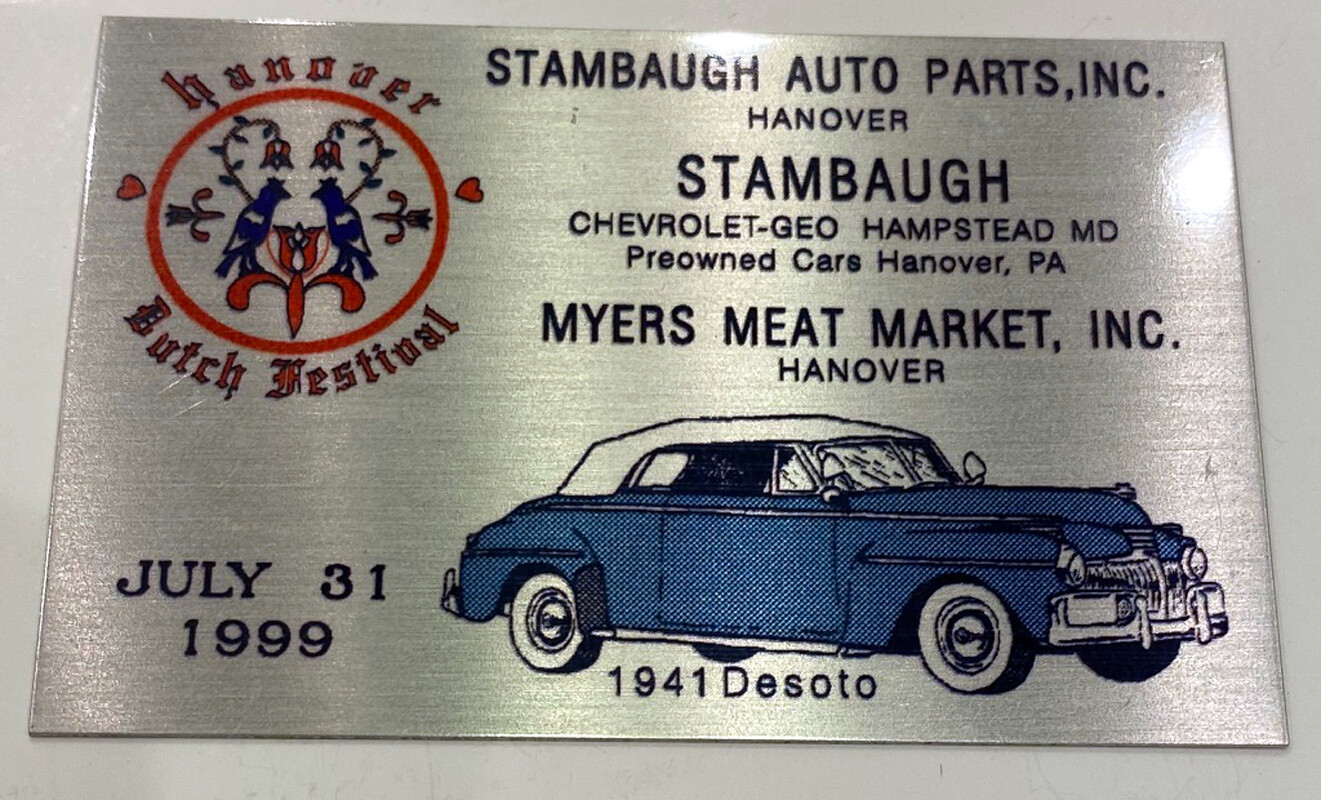 hanover
Dutch Festival
STAMBAUGH AUTO PARTS,INC.
HANOVER
STAMBAUGH
CHEVROLET-GEO HAMPSTEAD MD
Preowned Cars Hanover, PA
MYERS MEAT MARKET, INC.
HANOVER
JULY 31
1999
1941 Desoto